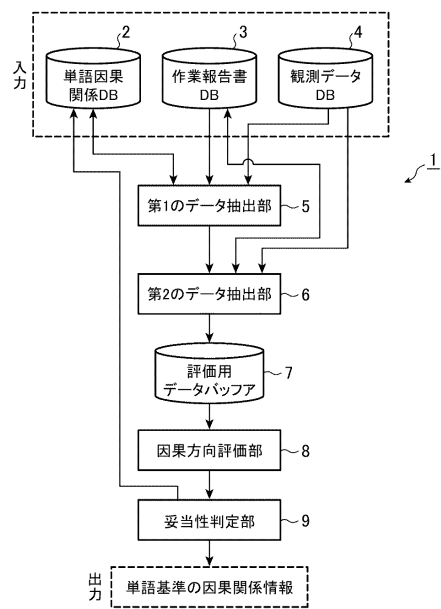 2
3
4
入力
単語因果
関係DB
作業報告書
DB
観測データ
DB
1
第1のデータ抽出部
5
第2のデータ抽出部
6
評価用
データバッファ
7
因果方向評価部
8
妥当性判定部
9
出力
単語基準の因果関係情報